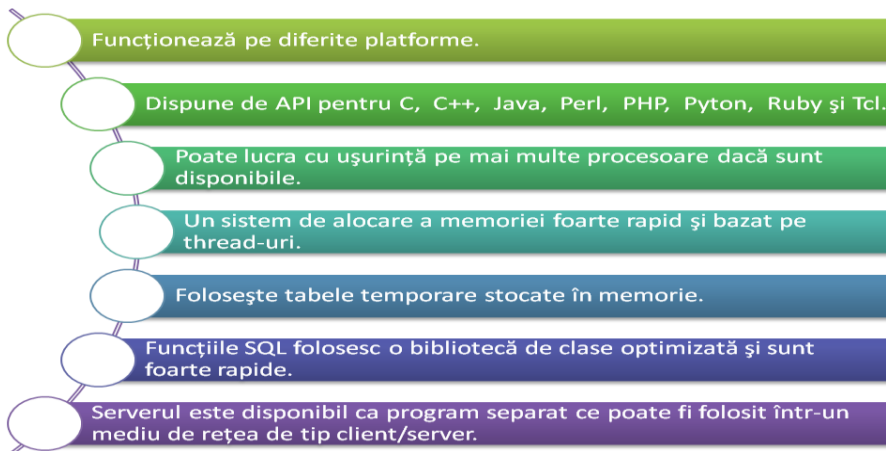 Funcționează pe diferite platforme.
Dispune de API pentru C, C++, Java, Perl, PHP, Pyton, Ruby şi Tcl.
Poate lucra cu uşurință pe mai multe procesoare dacă sunt
disponibile.
Un sistem de alocare a memoriei foarte rapid şi bazat pe
thread-uri.
Foloseşte tabele temporare stocate în memorie.
Funcțiile SQL folosesc o bibliotecă de clase optimizată şi sunt
foarte rapide.
Serverul este disponibil ca program separat ce poate fi folosit într-un
mediu de rețea de tip client/server.